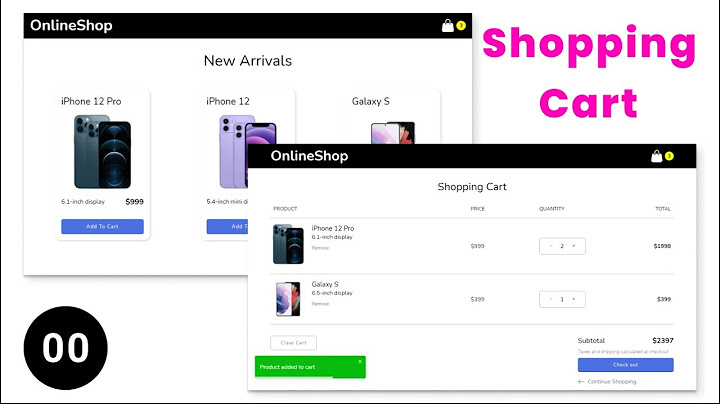 OnlineShop
3
New Arrivals
iPhone 12 Pro
6.1-inch display
$999
Add To Cart
iPhone 12
5.4-inch mini di
Add T
Galaxy S
Shopping
Cart
OnlineShop
3
Shopping Cart
PRODUCT PRICE QUANTITY TOTAL
iPhone 12 Pro
6.1-inch display
Remove
$999
- 2 +
$1998
Galaxy S
6.5-inch display
Remove
$399
- 1 +
$399
Clear Cart
Subtotal $2397
Taxes and shipping calculated at checkout
Check out
← Continue Shopping
Product added to cart
×
00